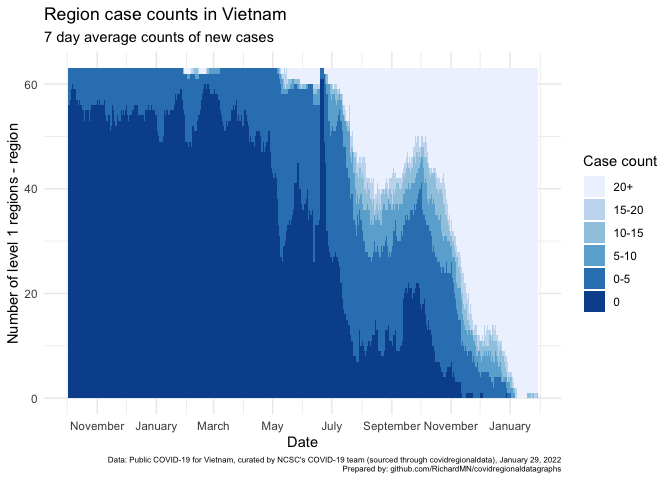 Region case counts in Vietnam
7 day average counts of new cases
Number of level 1 regions - region
60
40
20
0
November January March May July September November January
Date
Case count
20+
15-20
10-15
5-10
0-5
0
Data: Public COVID-19 for Vietnam, curated by NCSC's COVID-19 team (sourced through covidregionaldata), January 29, 2022
Prepared by: github.com/RichardMN/covidregionaldatagraphs